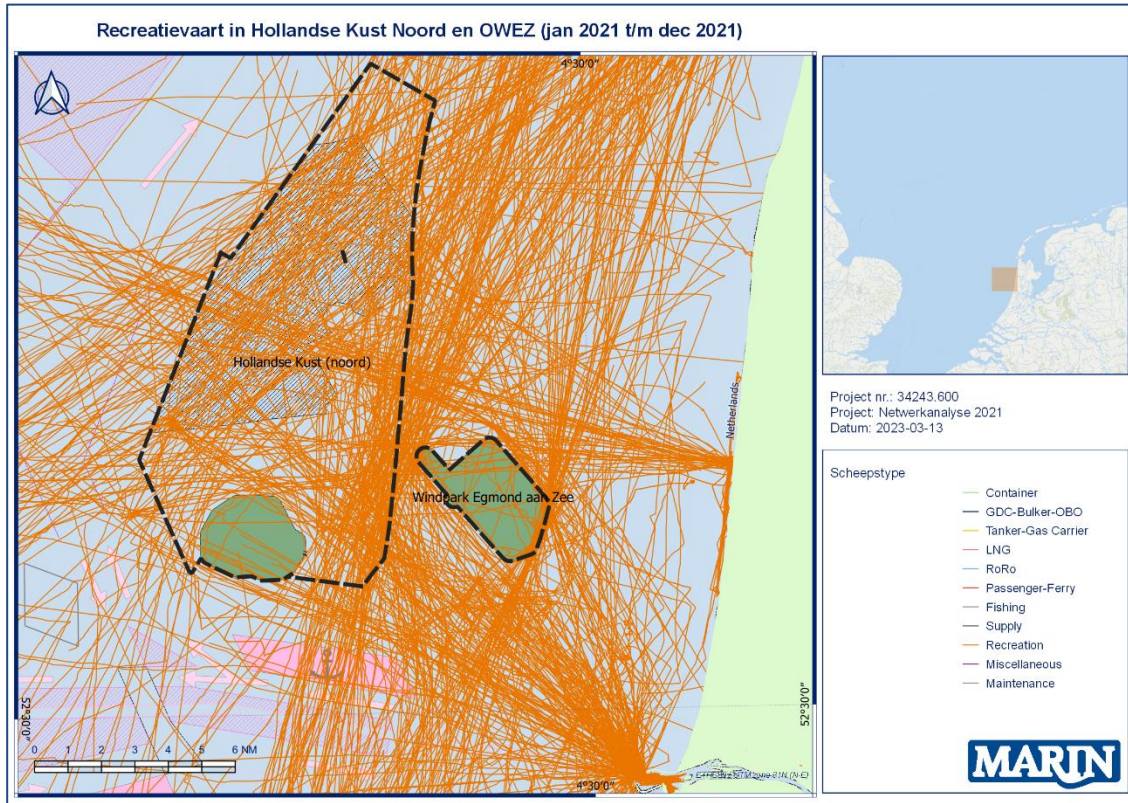 Recreatievaart in Hollandse Kust Noord en OWEZ (jan 2021 t/m dec 2021)
4°30'0"
Hollandse Kust (noord)
Netherlands
Windpark Egmond aan Zee
52°30'0"
52°30'0"
0 1 2 3 4 5 6 NM
4°30'0"
Project nr.: 34243.600
Project: Netwerkanalyse 2021
Datum: 2023-03-13
Scheepstype
Container
GDC-Bulker-OBO
Tanker-Gas Carrier
LNG
RoRo
Passenger-Ferry
Fishing
Supply
Recreation
Miscellaneous
Maintenance
MARIN